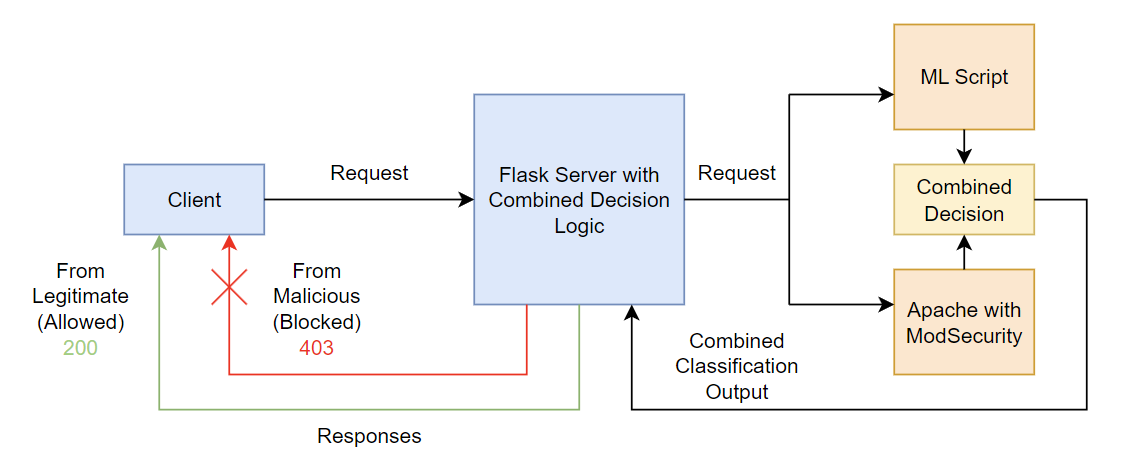 ML Script
Request
Flask Server with
Combined Decision
Logic
Request
Client
Combined
Decision
From
Legitimate
(Allowed)
200
From
Malicious
(Blocked)
403
Apache with
ModSecurity
Combined
Classification
Output
Responses